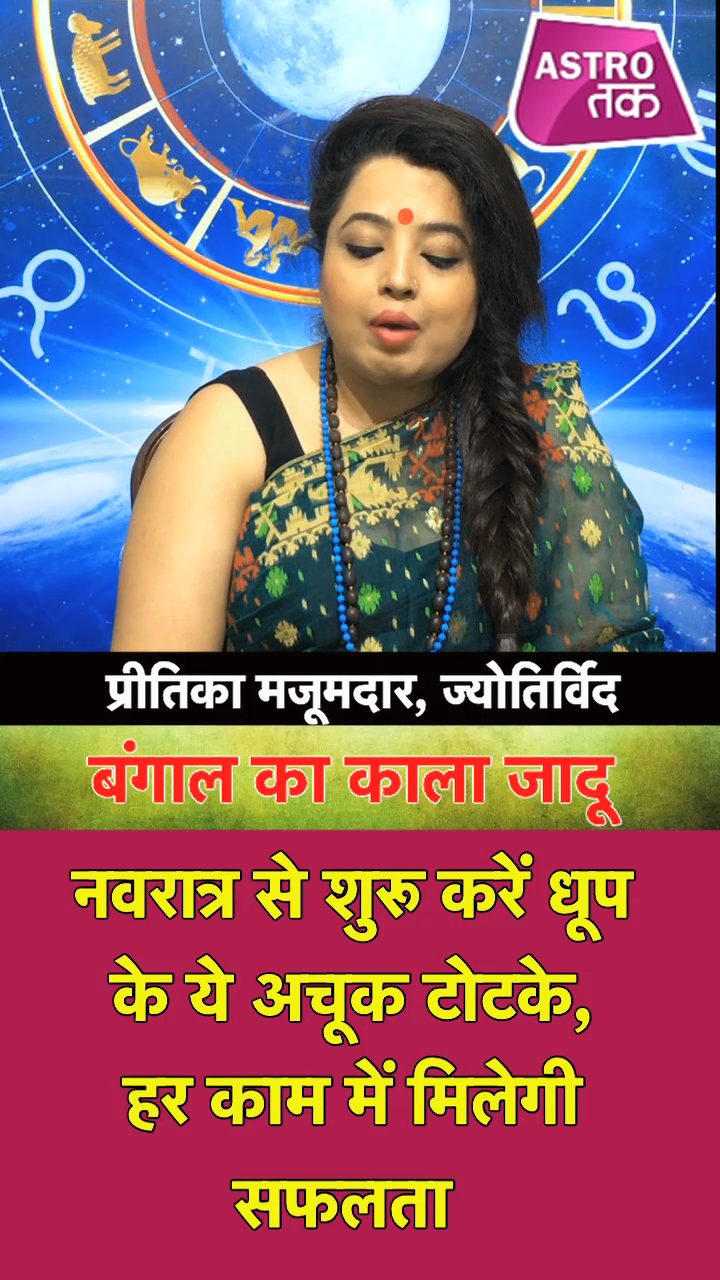 ASTRO
तक
प्रीतिका मजूमदार, ज्योतिर्विद
बंगाल का काला जादू
नवरात्र से शुरू करें धूप
के ये अचूक टोटके,
हर काम में मिलेगी
सफलता